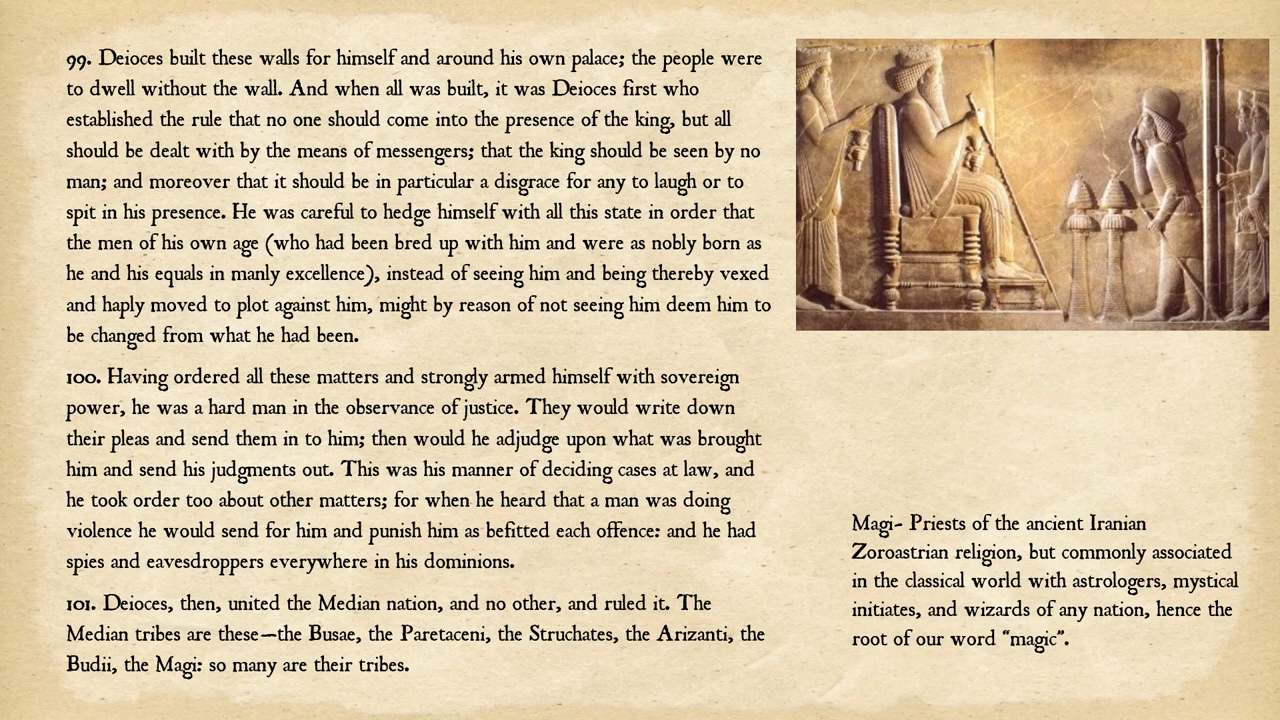 99. Deioces built these walls for himself and around his own palace; the people were
to dwell without the wall. And when all was built, it was Deioces first who
established the rule that no one should come into the presence of the king, but all
should be dealt with by the means of messengers; that the king should be seen by no
man; and moreover that it should be in particular a disgrace for any to laugh or to
spit in his presence. He was careful to hedge himself with all this state in order that
the men of his own age (who had been bred up with him and were as nobly born as
he and his equals in manly excellence), instead of seeing him and being thereby vexed
and haply moved to plot against him, might by reason of not seeing him deem him to
be changed from what he had been.
100. Having ordered all these matters and strongly armed himself with sovereign
power, he was a hard man in the observance of justice. They would write down
their pleas and send them in to him; then would he adjudge upon what was brought
him and send his judgments out. This was his manner of deciding cases at law, and
he took order too about other matters; for when he heard that a man was doing
violence he would send for him and punish him as befitted each offence: and he had
spies and eavesdroppers everywhere in his dominions.
101. Deioces, then, united the Median nation, and no other, and ruled it. The
Median tribes are these—the Busae, the Paretaceni, the Struchates, the Arizanti, the
Budii, the Magi: so many are their tribes.
Magi- Priests of the ancient Iranian
Zoroastrian religion, but commonly associated
in the classical world with astrologers, mystical
initiates, and wizards of any nation, hence the
root of our word “magic”.